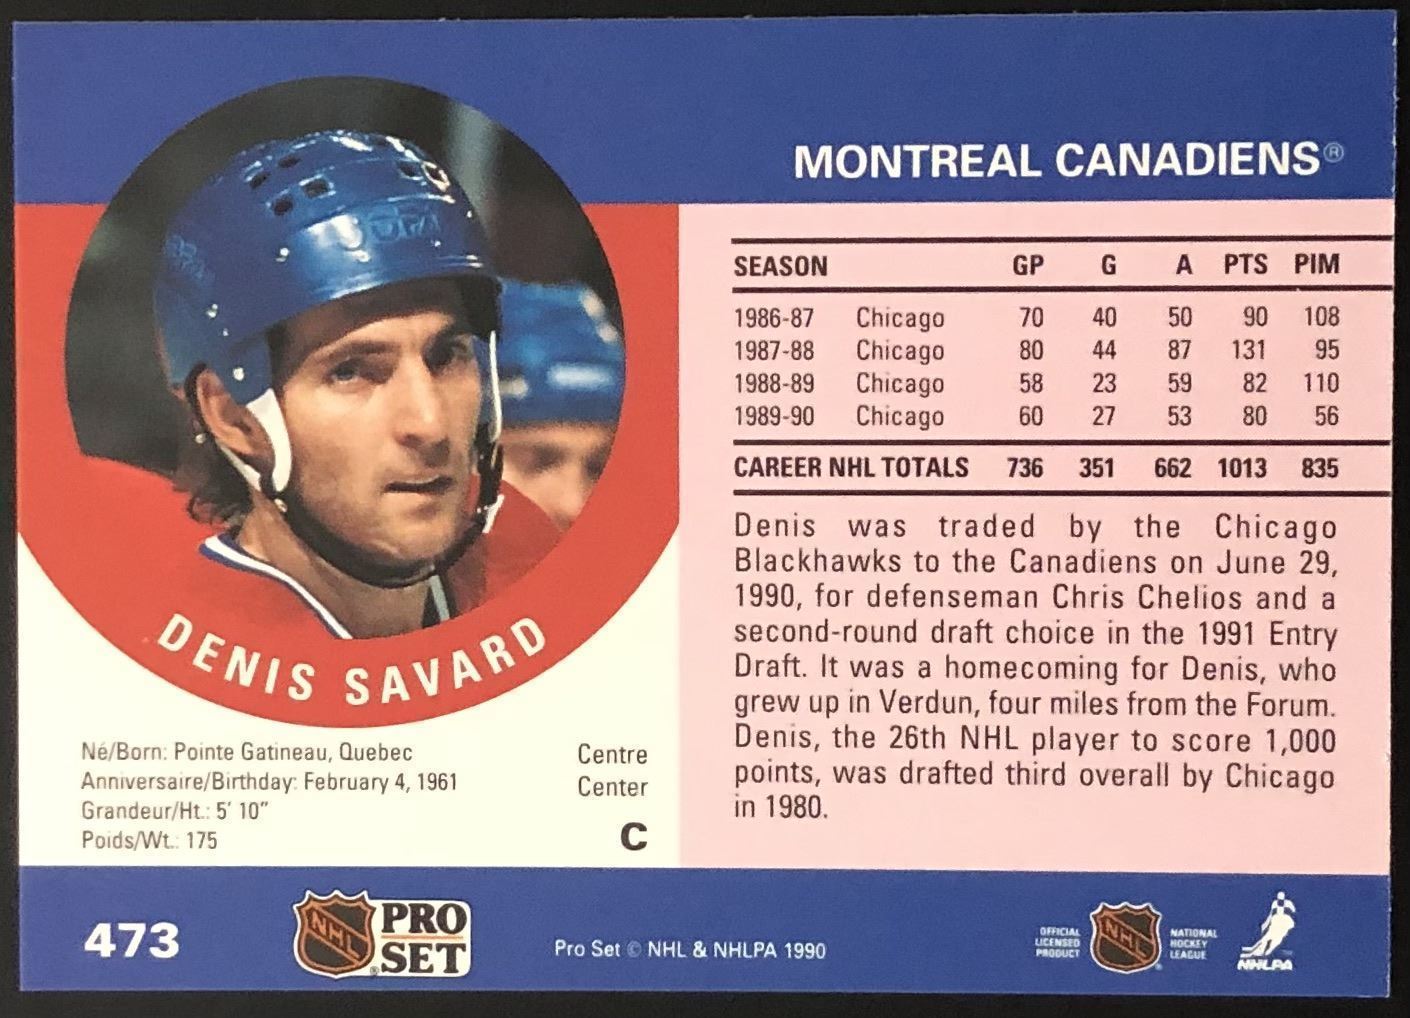 MONTREAL CANADIENS®
SEASON GP G A PTS PIM
1986-87 Chicago 70 40 50 90 108
1987-88 Chicago 80 44 87 131 95
1988-89 Chicago 58 23 59 82 110
1989-90 Chicago 60 27 53 80 56
CAREER NHL TOTALS 736 351 662 1013 835
Denis was traded by the Chicago
Blackhawks to the Canadiens on June 29,
1990, for defenseman Chris Chelios and a
second-round draft choice in the 1991 Entry
Draft. It was a homecoming for Denis, who
grew up in Verdun, four miles from the Forum.
Denis, the 26th NHL player to score 1,000
points, was drafted third overall by Chicago
in 1980.
JOFA
DENIS SAVARD
Né/Born: Pointe Gatineau, Quebec
Anniversaire/Birthday: February 4, 1961
Grandeur/Ht.: 5' 10"
Poids/Wt.: 175
Centre
Center
C
473
NHL
PRO
SET
®
Pro Set © NHL & NHLPA 1990
OFFICIAL
LICENSED
PRODUCT
NHL
®
NATIONAL
HOCKEY
LEAGUE
NHLPA